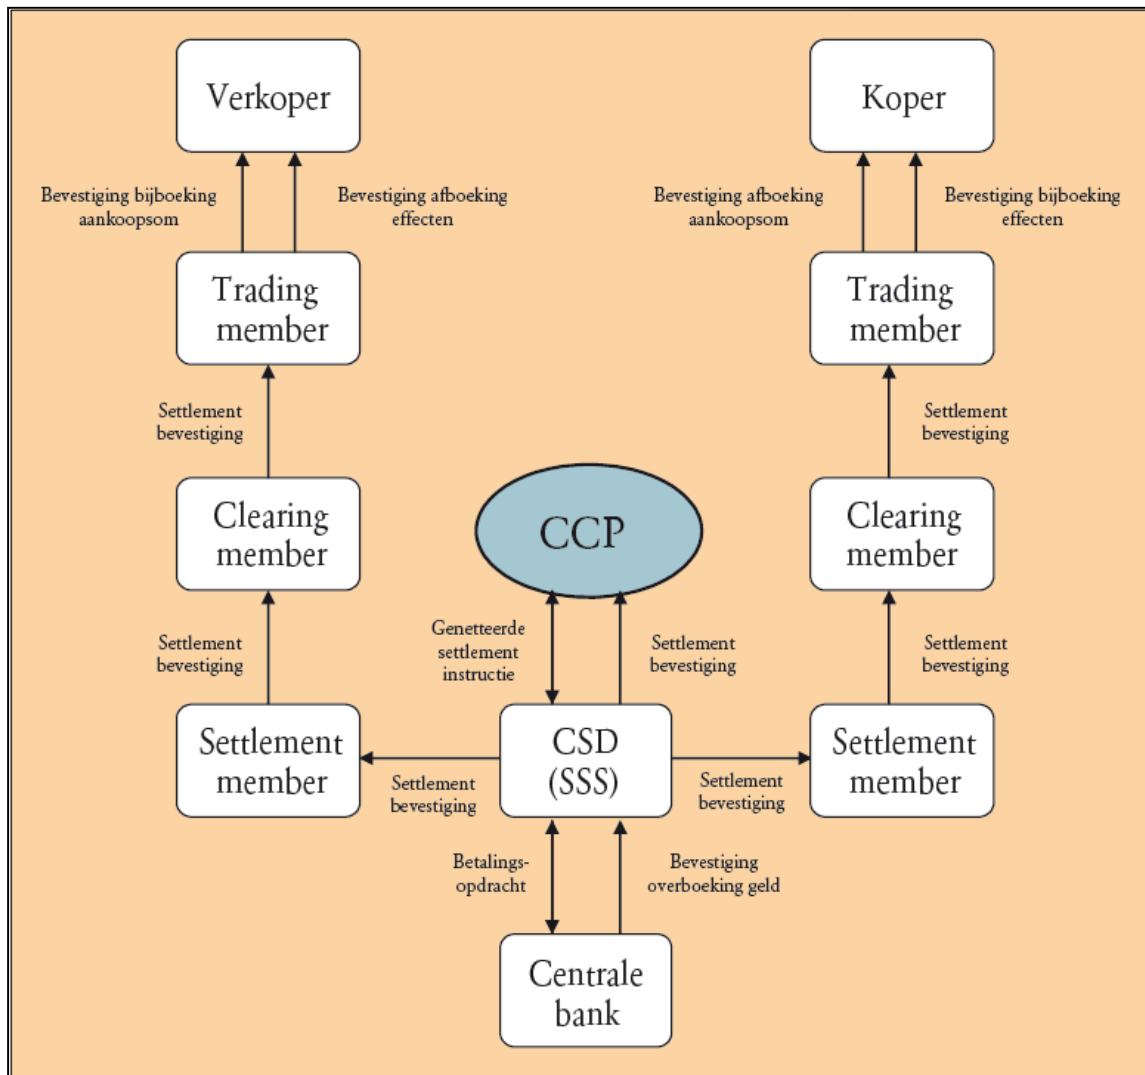 Verkoper
Koper
Bevestiging bijboeking
aankoopsom
Bevestiging afboeking
effecten
Bevestiging afboeking
aankoopsom
Bevestiging bijboeking
effecten
Trading
member
Trading
member
Settlement
bevestiging
Settlement
bevestiging
Clearing
member
CCP
Clearing
member
Settlement
bevestiging
Genetteerde
settlement
instructie
Settlement
bevestiging
Settlement
bevestiging
Settlement
member
CSD
(SSS)
Settlement
member
Settlement
bevestiging
Settlement
bevestiging
Betalings-
opdracht
Bevestiging
overboeking geld
Centrale
bank